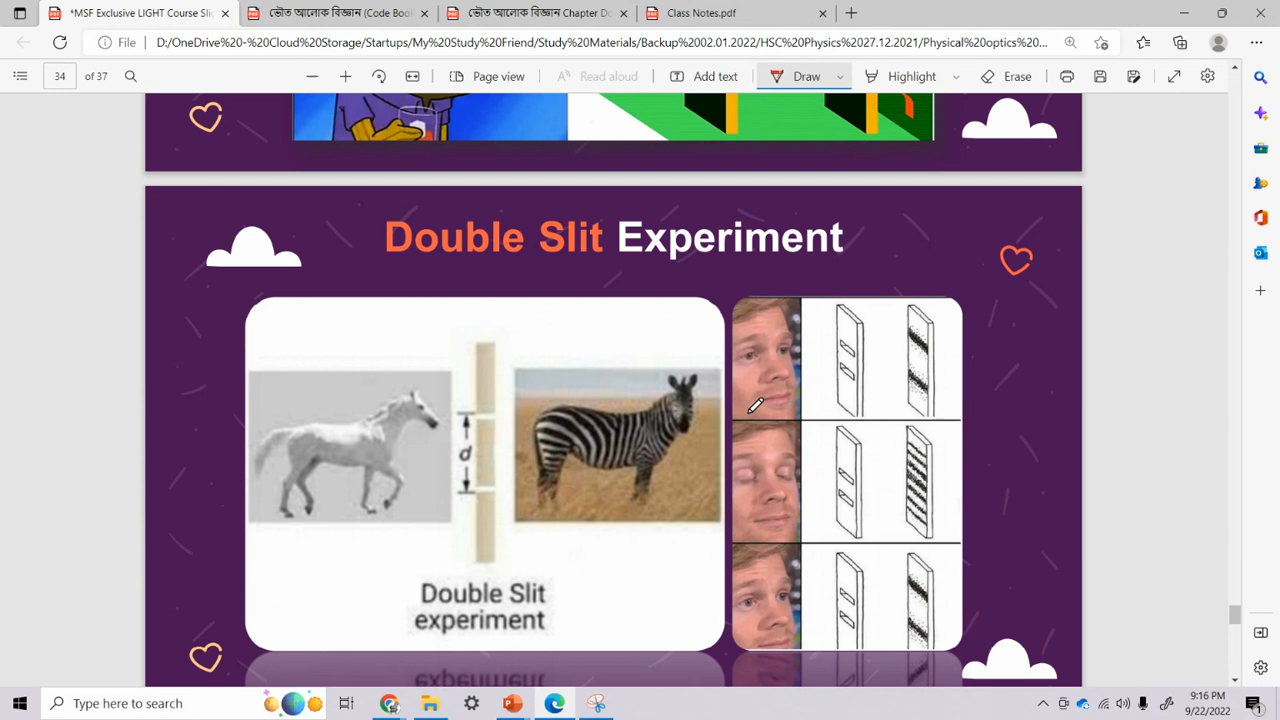 *MSF Exclusive LIGHT Course Sli
ভৌত আলোক বিজ্ঞান (Code Boo
ভৌত আলোক বিজ্ঞান Chapter Do
Class Notes.pdf
File
D:/OneDrive%20-%20Cloud%20Storage/Startups/My%20Study%20Friend/Study%20Materials/Backup%2002.01.2022/HSC%20Physics%2027.12.2021/Physical%20optics%20...
34 of 37
Page view
Read aloud
Add text
Draw
Highlight
Erase
Double Slit Experiment
d
Double Slit
experiment
experiment
Type here to search
9:16 PM
9/22/2022
1